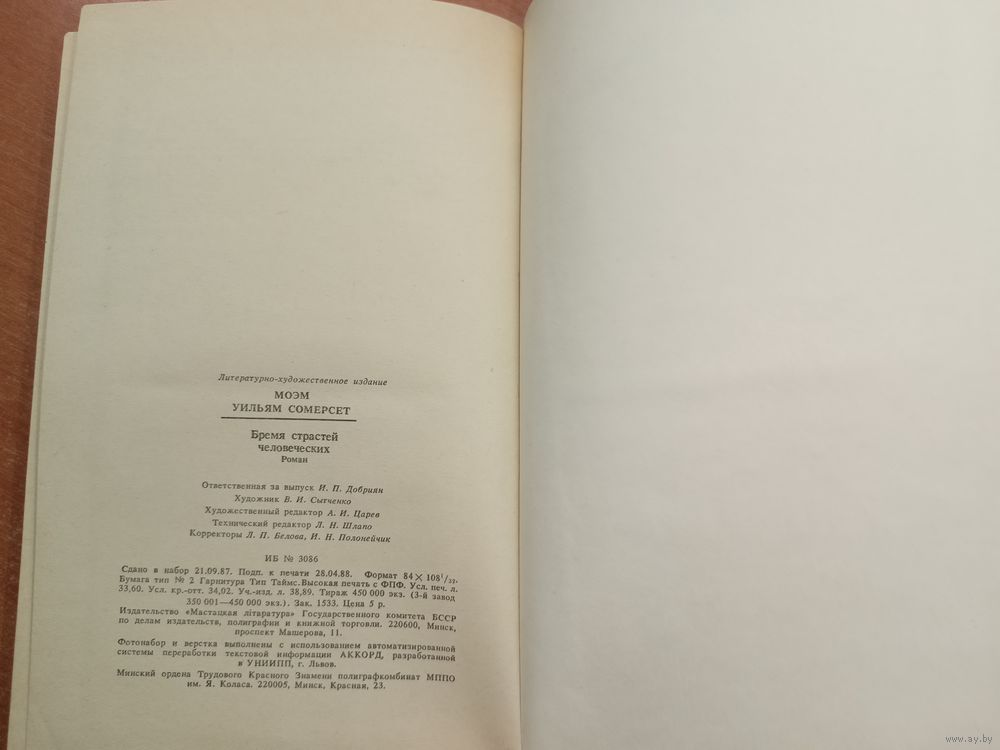 Литературно-художественное издание
МОЭМ
УИЛЬЯМ СОМЕРСЕТ
Бремя страстей
человеческих
Роман
Ответственная за выпуск И. П. Добриян
Художник В. И. Сытченко
Художественный редактор А. И. Царев
Технический редактор Л. Н. Шлапо
Корректоры Л. П. Белова, И. Н. Полонейчик
ИБ № 3086
Сдано в набор 21.09.87. Подп. к печати 28.04.88. Формат 84 × 108¹/₃₂.
Бумага тип № 2 Гарнитура Тип Таймс. Высокая печать с ФПФ. Усл. печ. л.
33,60. Усл. кр.-отт. 34,02. Уч.-изд. л. 38,89. Тираж 450 000 экз. (3-й завод
350 001—450 000 экз.). Зак. 1533. Цена 5 р.
Издательство «Мастацкая літаратура» Государственного комитета БССР
по делам издательств, полиграфии и книжной торговли. 220600, Минск,
проспект Машерова, 11.
Фотонабор и верстка выполнены с использованием автоматизированной
системы переработки текстовой информации АККОРД, разработанной
в УНИИПП, г. Львов.
Минский ордена Трудового Красного Знамени полиграфкомбинат МППО
им. Я. Коласа. 220005, Минск, Красная, 23.
www.ay.by